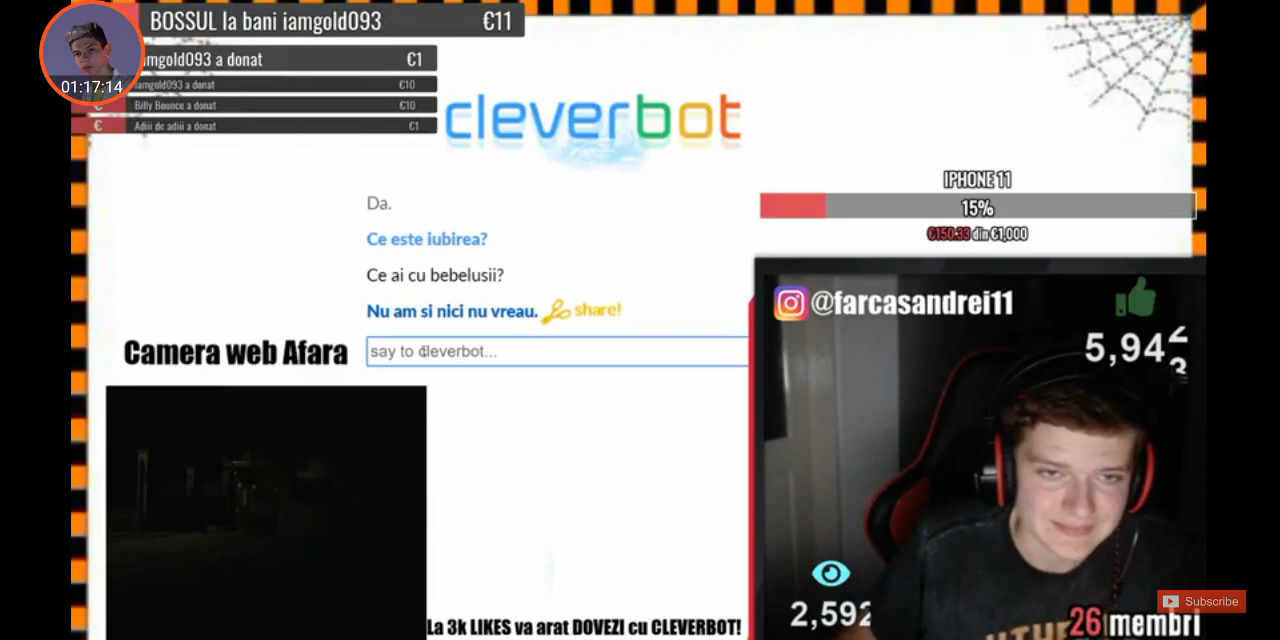 BOSSUL la bani iamgold093 €11
iamgold093 a donat €1
01:17:14
iamgold093 a donat €10
€ Billy Bounce a donat €10
€ Adiii de adiii a donat €1
cleverbot
Da.
Ce este iubirea?
Ce ai cu bebelusii?
Nu am si nici nu vreau. share!
say to cleverbot...
IPHONE 11
15%
€150.33 din €1,000
@farcasandrei11
Camera web Afara
2,592
26 membri
Subscribe
La 3k LIKES va arat DOVEZI cu CLEVERBOT!